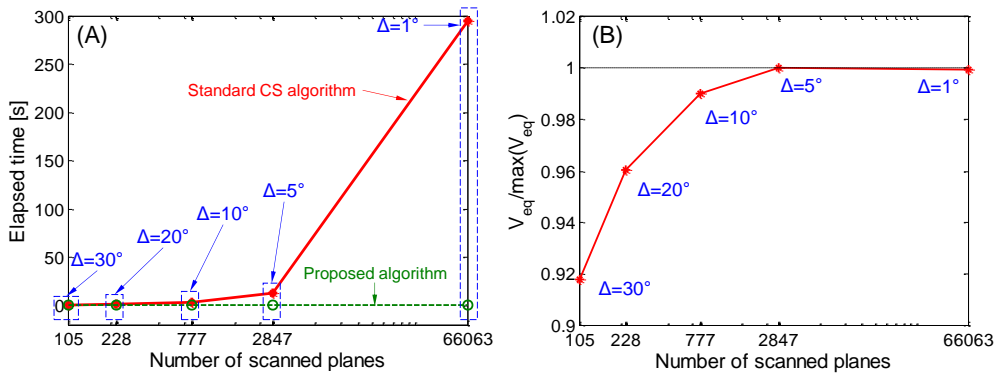 (A)
300
250
200
150
100
50
0
Elapsed time [s]
Δ=1°
Standard CS algorithm
Δ=5°
Δ=10°
Δ=20°
Δ=30°
Proposed algorithm
105 228 777 2847 66063
Number of scanned planes
(B)
1.02
1
0.98
0.96
0.94
0.92
0.9
V_eq/max(V_eq)
Δ=5°
Δ=1°
Δ=10°
Δ=20°
Δ=30°
105 228 777 2847 66063
Number of scanned planes